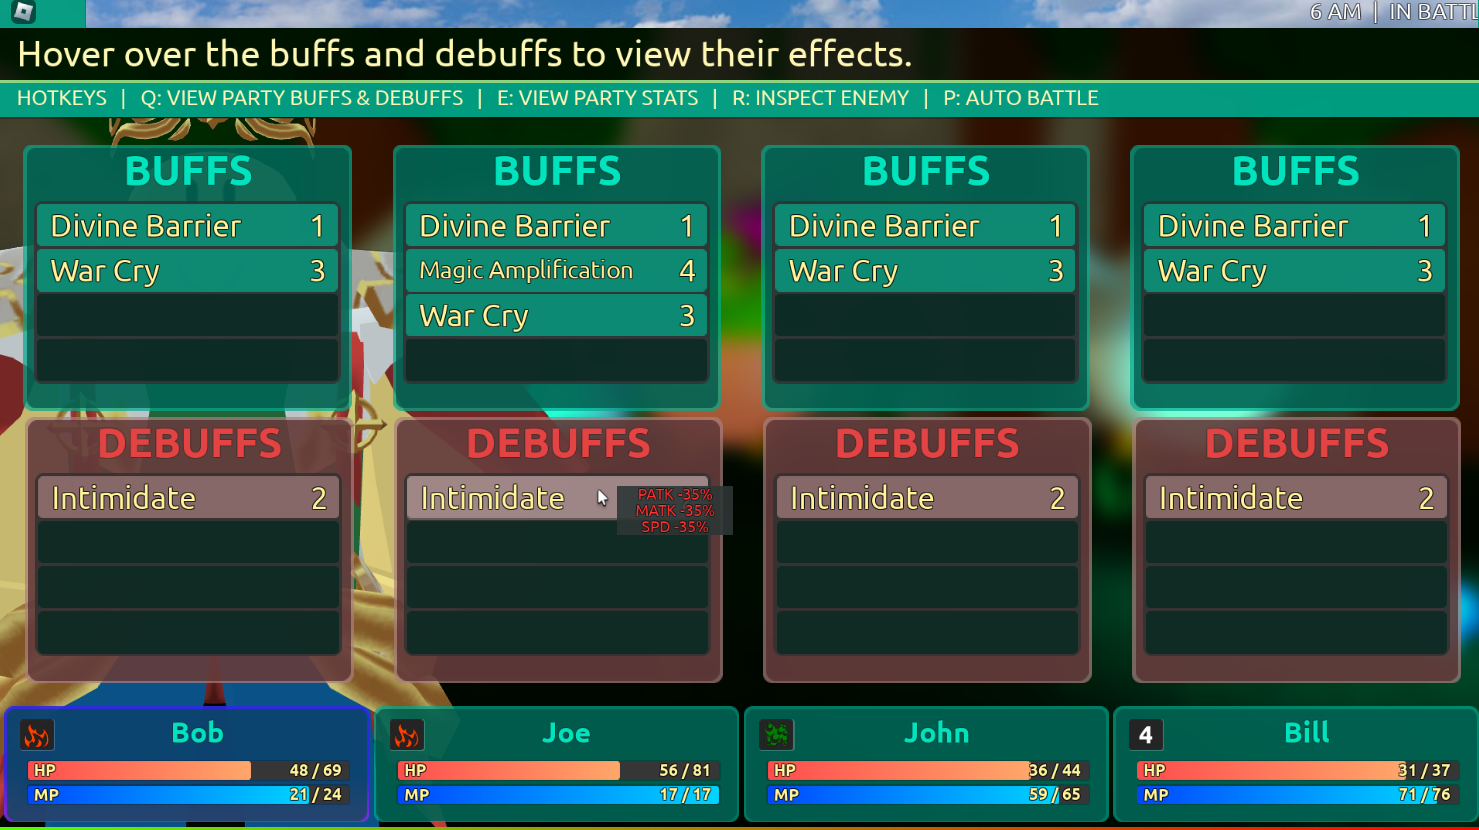 6 AM | IN BATTL
Hover over the buffs and debuffs to view their effects.
HOTKEYS | Q: VIEW PARTY BUFFS & DEBUFFS | E: VIEW PARTY STATS | R: INSPECT ENEMY | P: AUTO BATTLE
BUFFS
Divine Barrier 1
War Cry 3
BUFFS
Divine Barrier 1
Magic Amplification 4
War Cry 3
BUFFS
Divine Barrier 1
War Cry 3
BUFFS
Divine Barrier 1
War Cry 3
DEBUFFS
Intimidate 2
DEBUFFS
Intimidate
PATK -35%
MATK -35%
SPD -35%
DEBUFFS
Intimidate 2
DEBUFFS
Intimidate 2
Bob
HP 48 / 69
MP 21 / 24
Joe
HP 56 / 81
MP 17 / 17
John
HP 36 / 44
MP 59 / 65
4 Bill
HP 31 / 37
MP 71 / 76